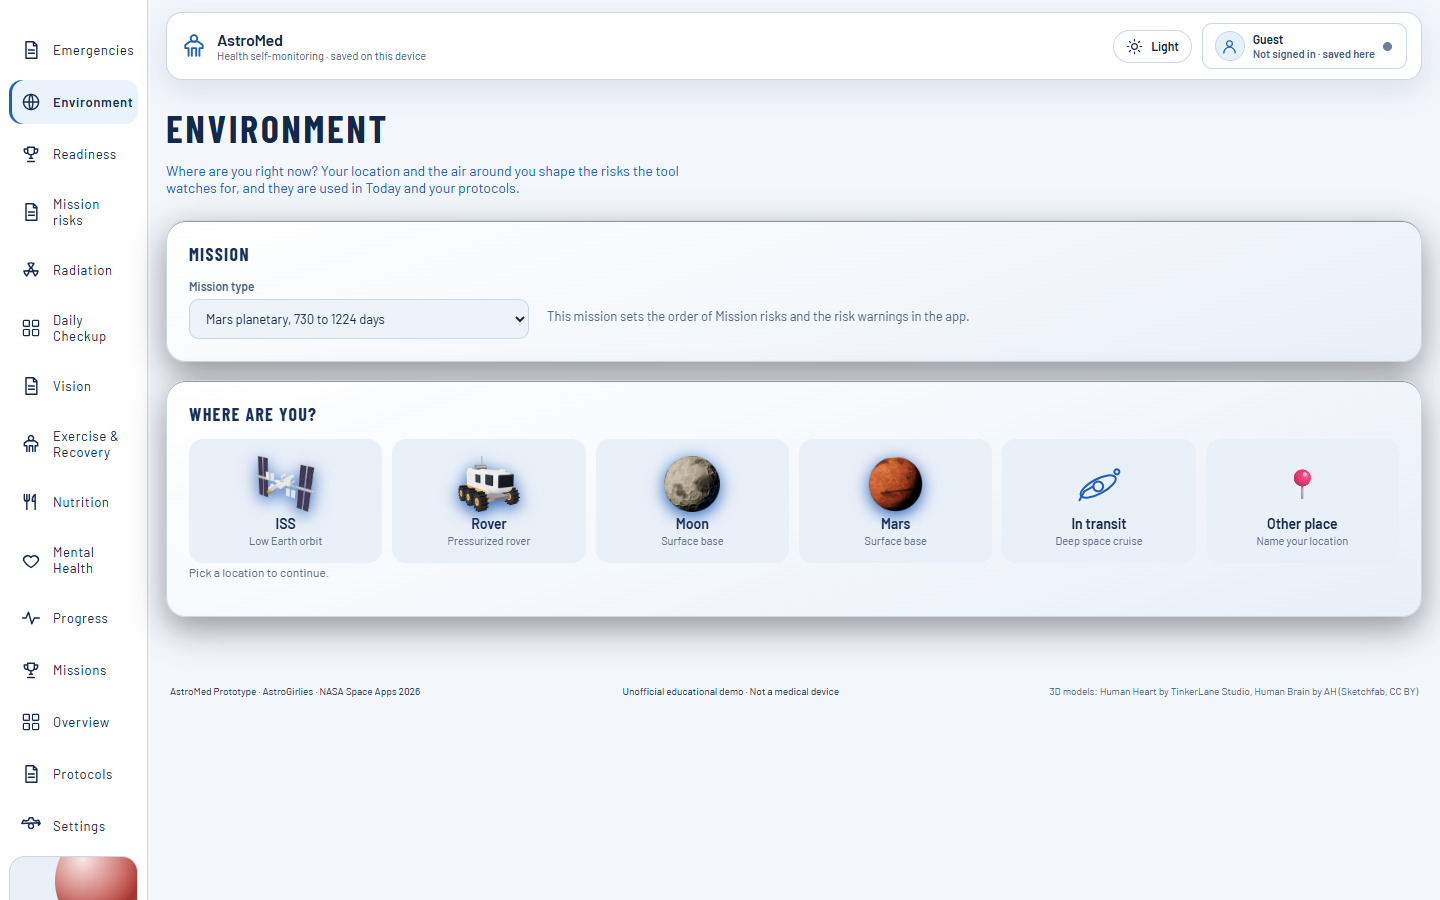 Emergencies
Environment
Readiness
Mission
risks
Radiation
Daily
Checkup
Vision
Exercise &
Recovery
Nutrition
Mental
Health
Progress
Missions
Overview
Protocols
Settings
AstroMed
Health self-monitoring · saved on this device
Light
Guest
Not signed in · saved here
ENVIRONMENT
Where are you right now? Your location and the air around you shape the risks the tool
watches for, and they are used in Today and your protocols.
MISSION
Mission type
Mars planetary, 730 to 1224 days
This mission sets the order of Mission risks and the risk warnings in the app.
WHERE ARE YOU?
ISS
Low Earth orbit
Rover
Pressurized rover
Moon
Surface base
Mars
Surface base
In transit
Deep space cruise
Other place
Name your location
Pick a location to continue.
AstroMed Prototype · AstroGirlies · NASA Space Apps 2026
Unofficial educational demo · Not a medical device
3D models: Human Heart by TinkerLane Studio, Human Brain by AH (Sketchfab, CC BY)